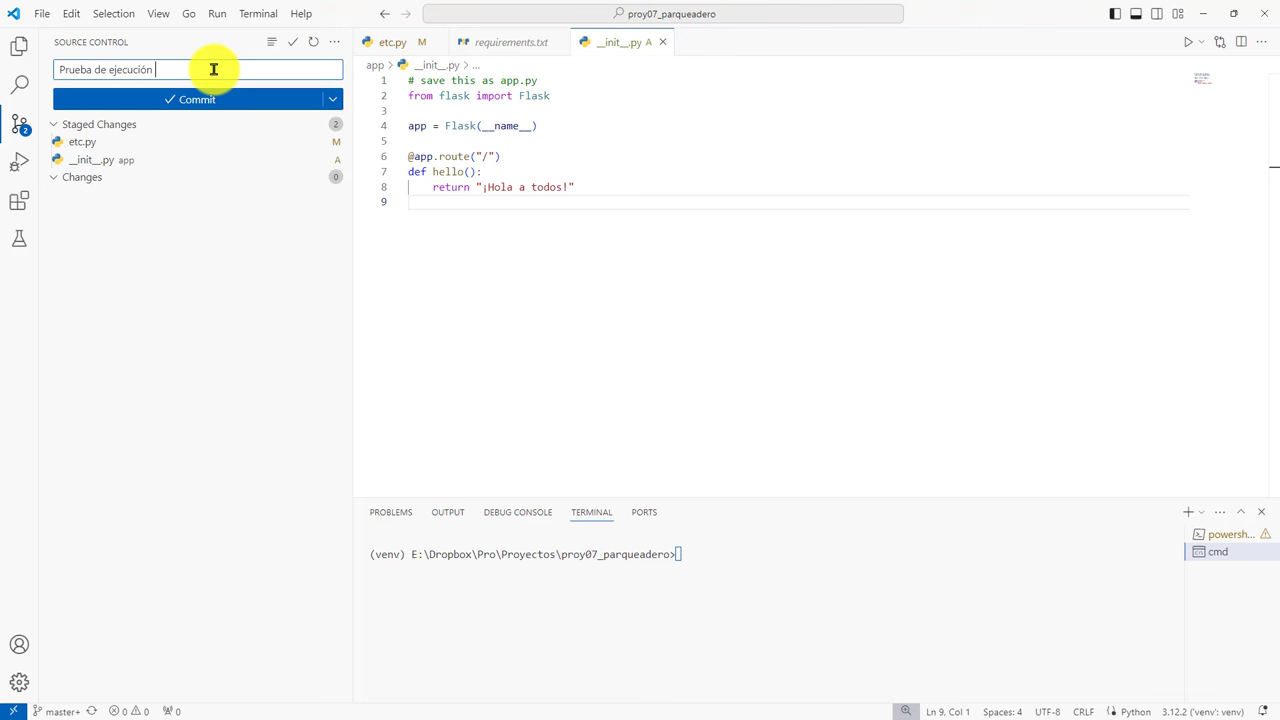 File Edit Selection View Go Run Terminal Help
proy07_parqueadero
SOURCE CONTROL
Prueba de ejecución
Commit
Staged Changes 2
etc.py M
__init__.py app A
Changes 0
2
etc.py M requirements.txt __init__.py A
app > __init__.py > ...
1 # save this as app.py
2 from flask import Flask
3
4 app = Flask(__name__)
5
6 @app.route("/")
7 def hello():
8 return "¡Hola a todos!"
9
PROBLEMS OUTPUT DEBUG CONSOLE TERMINAL PORTS
(venv) E:\Dropbox\Pro\Proyectos\proy07_parqueadero>
powersh...
cmd
master+ 0 0 0 Ln 9, Col 1 Spaces: 4 UTF-8 CRLF Python 3.12.2 ('venv': venv)